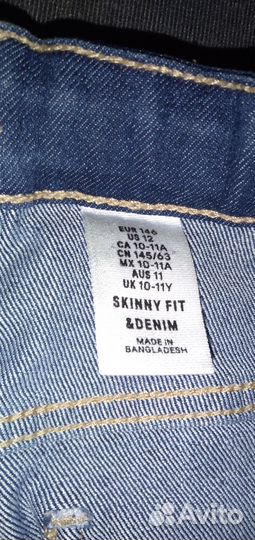 EUR 146
US 12
CA 10-11A
CN 145/63
MX 10-11A
AUS 11
UK 10-11Y
SKINNY FIT
&DENIM
MADE IN
BANGLADESH
Avito